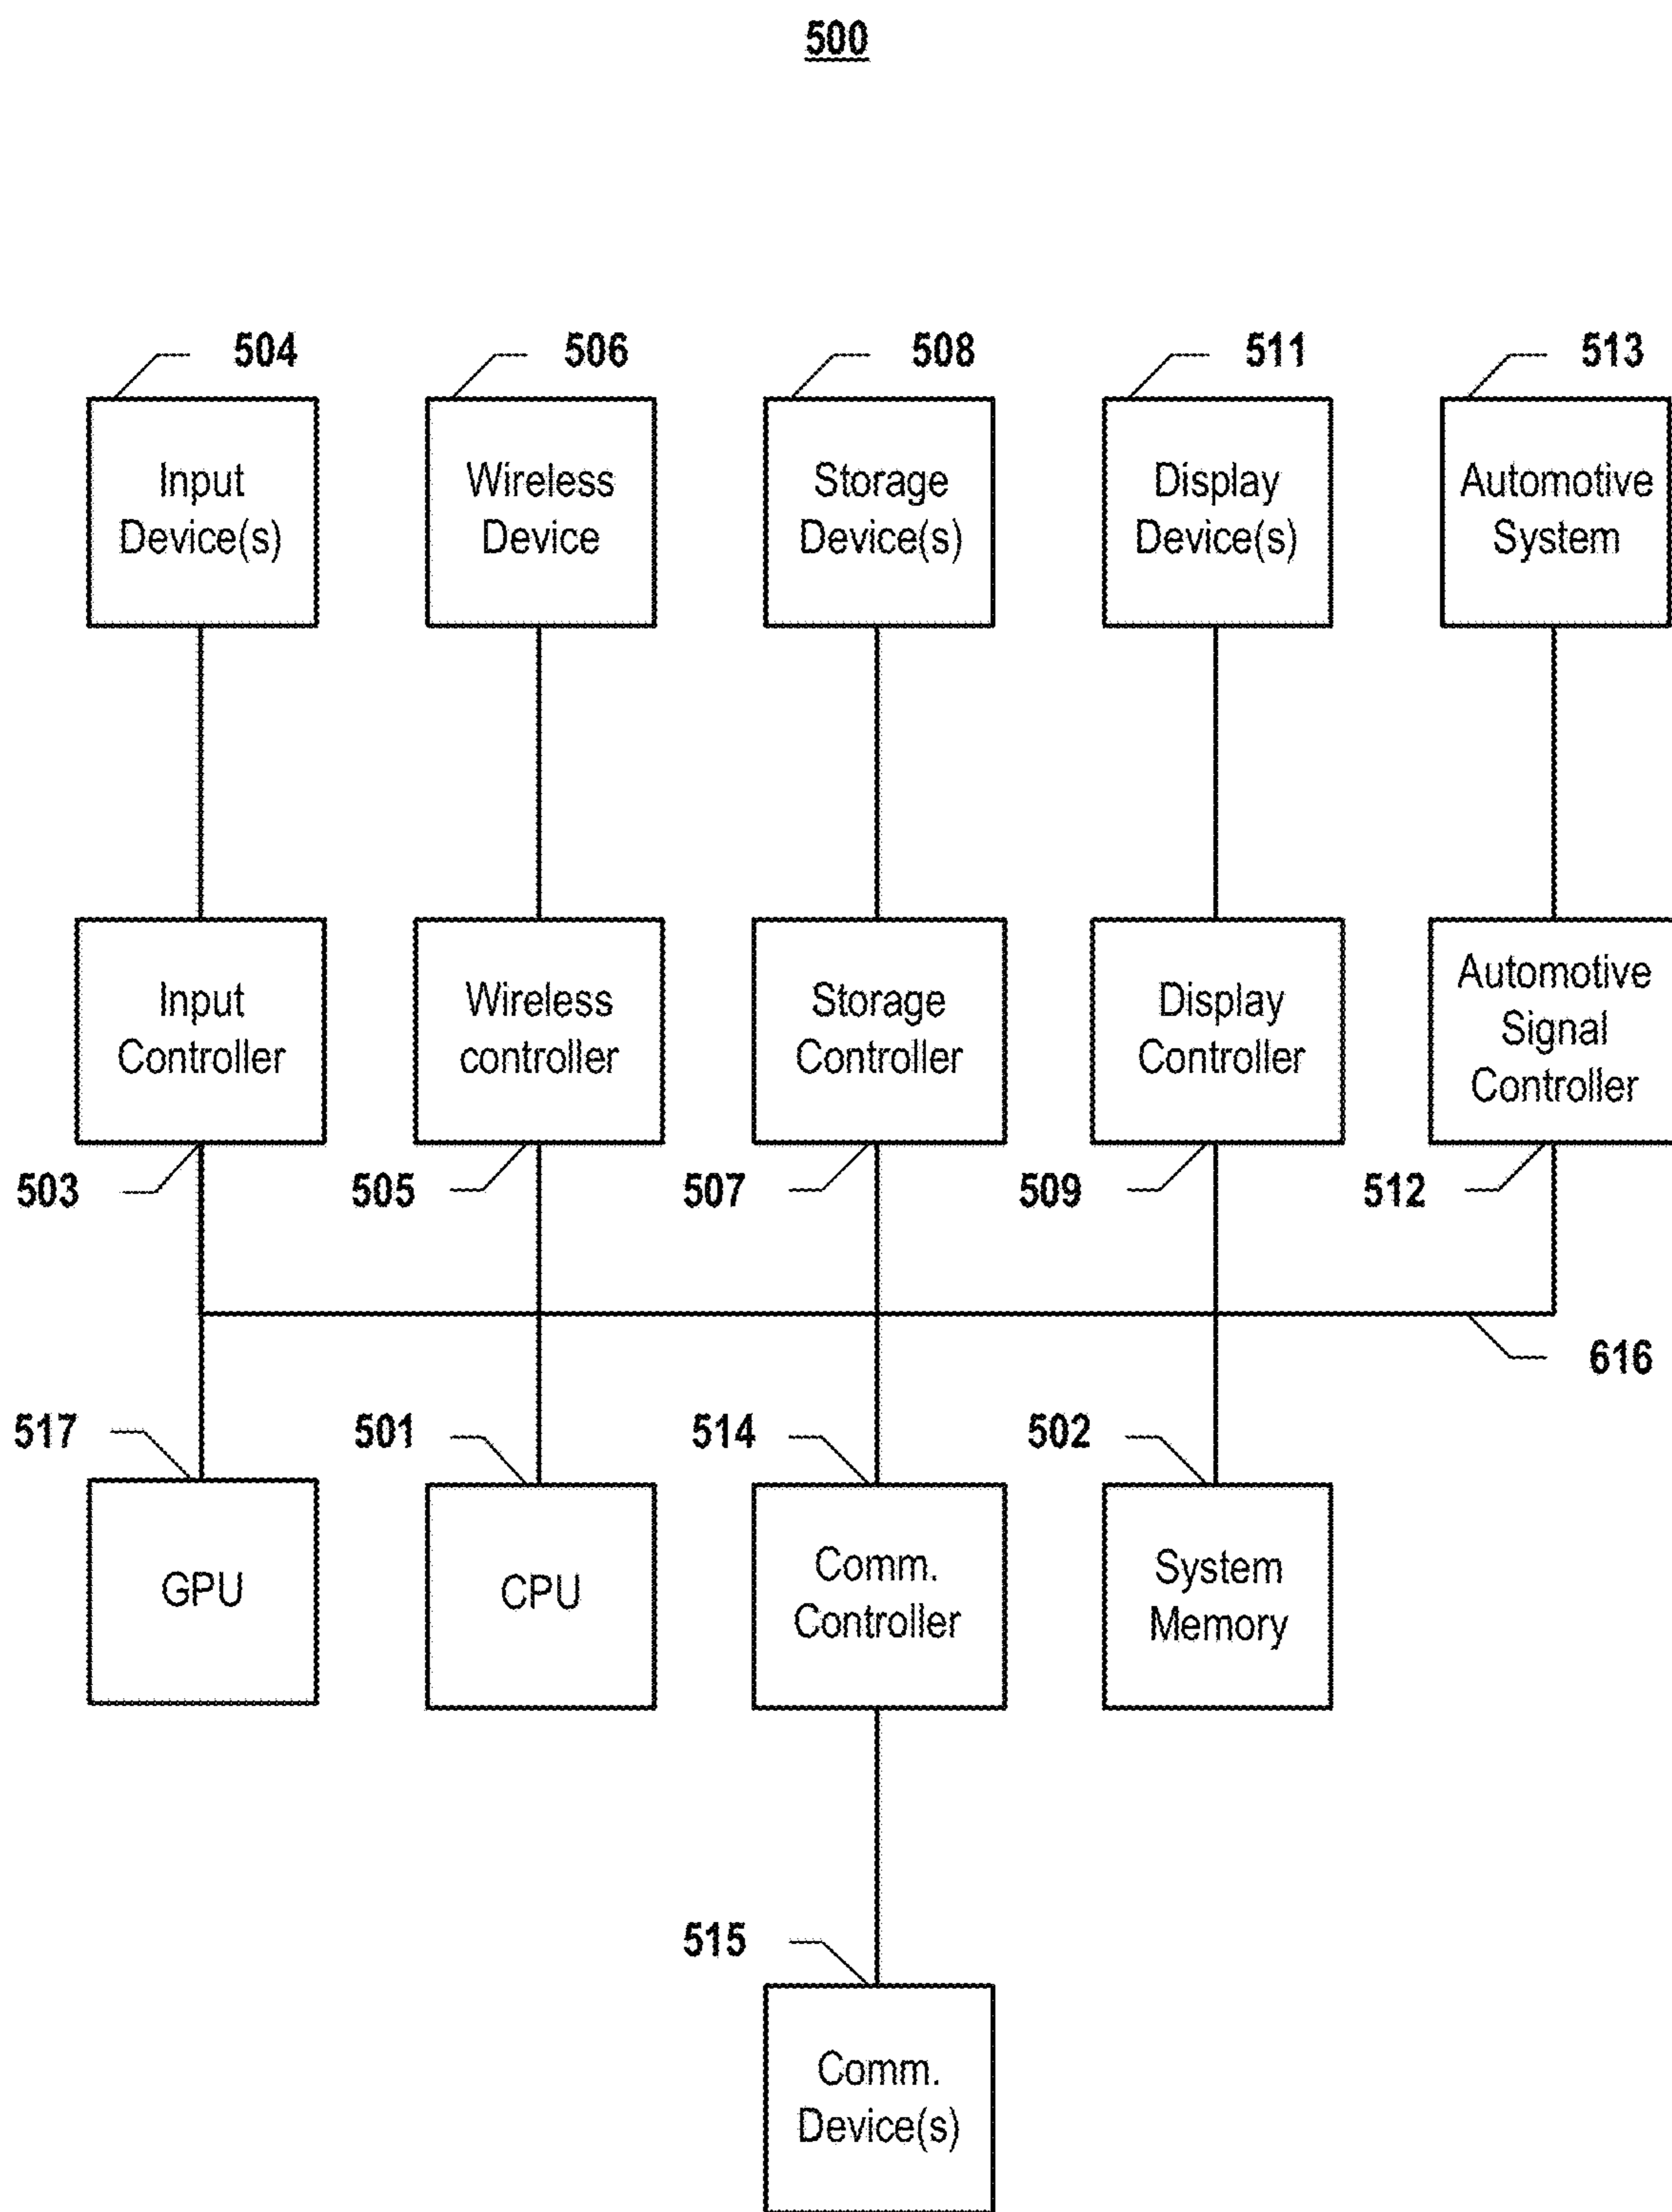 500
504
506
508
511
513
Input
Device(s)
Wireless
Device
Storage
Device(s)
Display
Device(s)
Automotive
System
Input
Controller
Wireless
controller
Storage
Controller
Display
Controller
Automotive
Signal
Controller
503
505
507
509
512
616
517
501
514
502
GPU
CPU
Comm.
Controller
System
Memory
515
Comm.
Device(s)